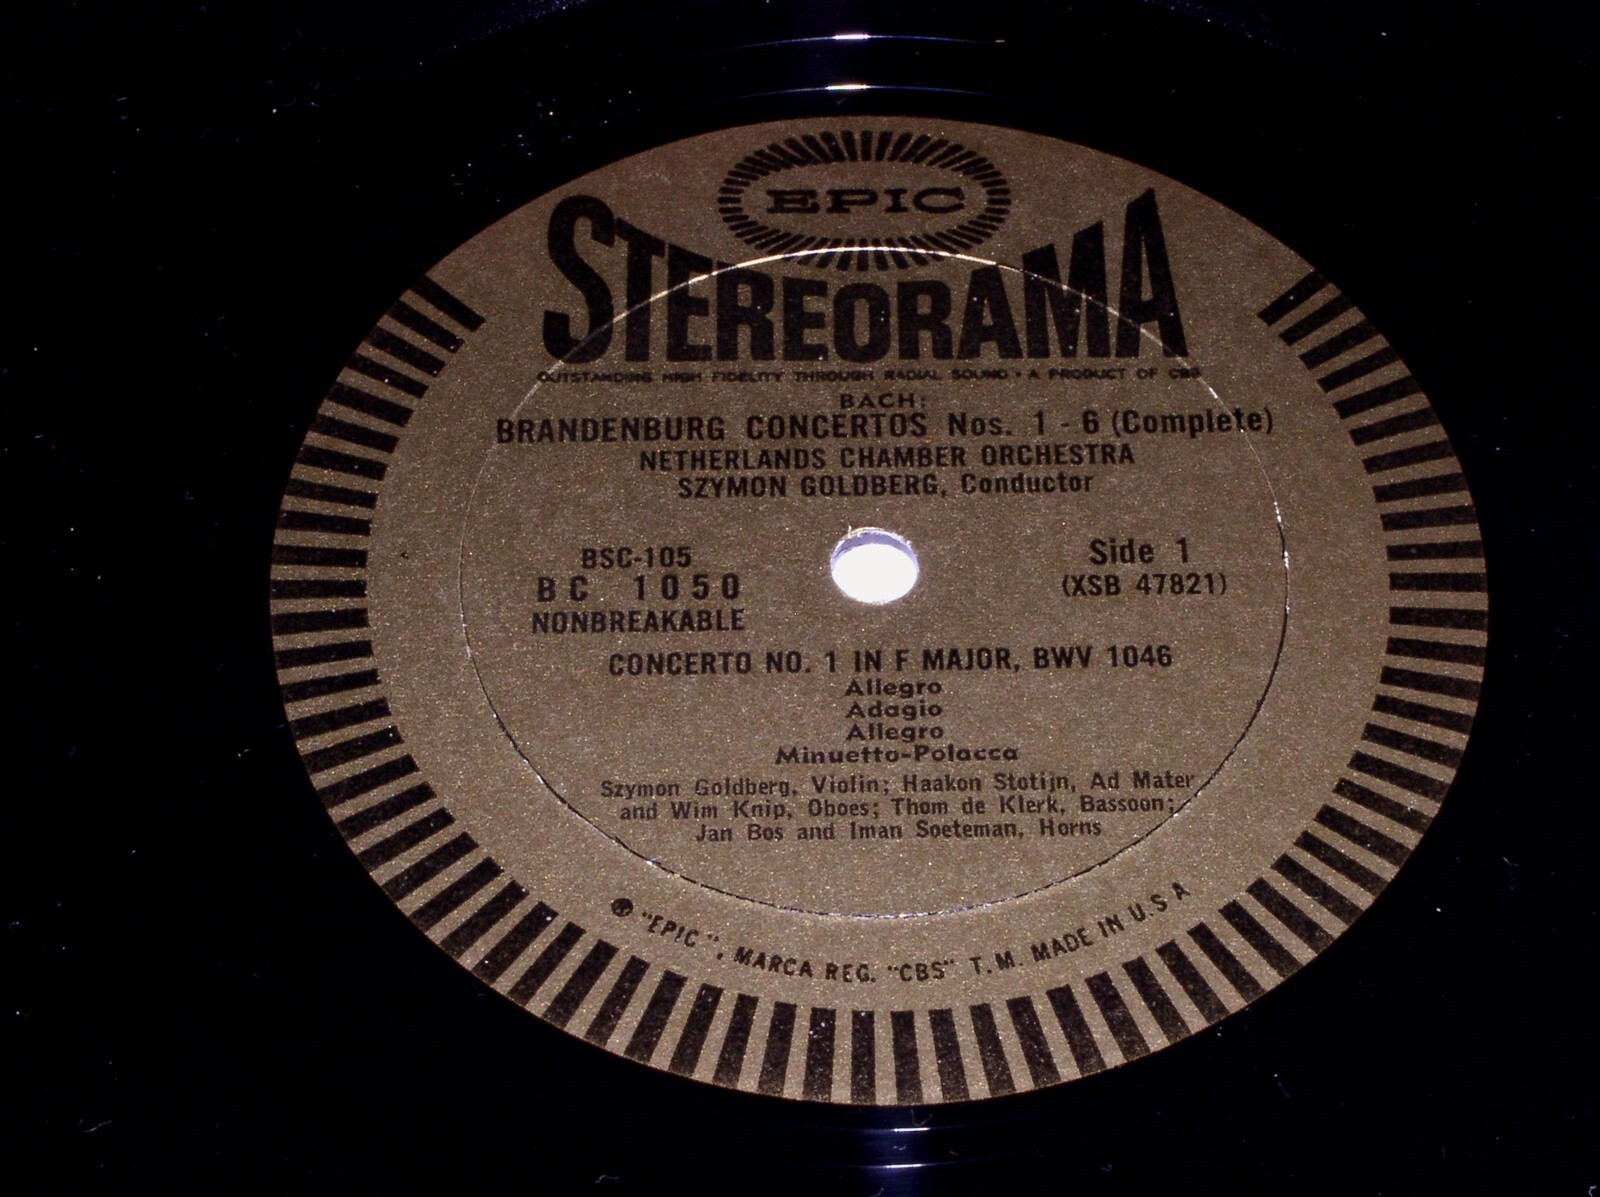 EPIC
STEREORAMA
OUTSTANDING HIGH FIDELITY THROUGH RADIAL SOUND • A PRODUCT OF CBS
BACH:
BRANDENBURG CONCERTOS Nos. 1 - 6 (Complete)
NETHERLANDS CHAMBER ORCHESTRA
SZYMON GOLDBERG, Conductor
BSC-105
BC 1050
NONBREAKABLE
Side 1
(XSB 47821)
CONCERTO NO. 1 IN F MAJOR, BWV 1046
Allegro
Adagio
Allegro
Minuetto-Polacca
Szymon Goldberg, Violin; Haakon Stotijn, Ad Mater
and Wim Knip, Oboes; Thom de Klerk, Bassoon;
Jan Bos and Iman Soeteman, Horns
"EPIC", MARCA REG. "CBS" T.M. MADE IN U.S A